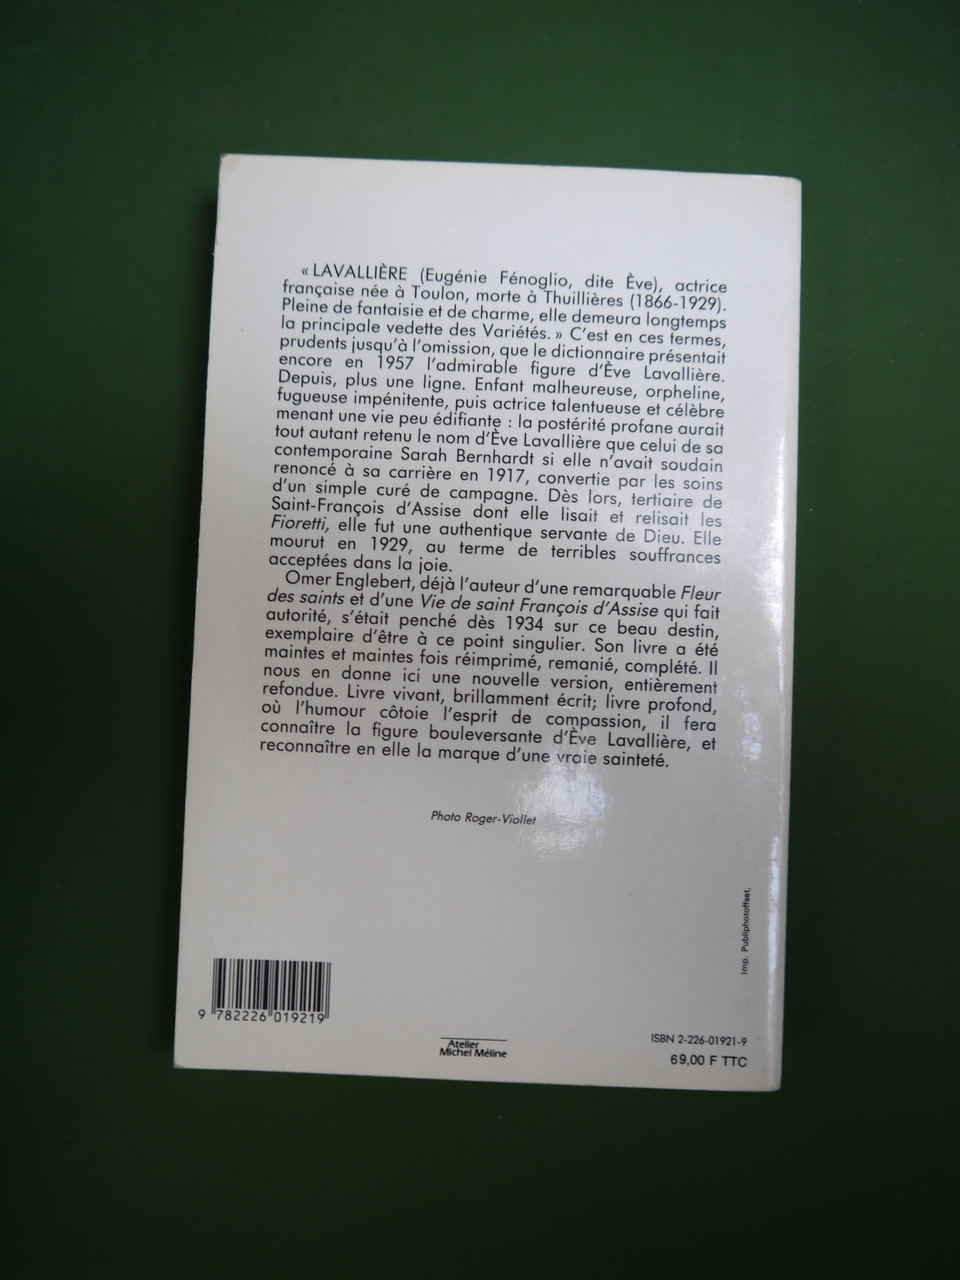 « LAVALLIÈRE (Eugénie Fénoglio, dite Ève), actrice
française née à Toulon, morte à Thuillières (1866-1929).
Pleine de fantaisie et de charme, elle demeura longtemps
la principale vedette des Variétés. » C'est en ces termes,
prudents jusqu'à l'omission, que le dictionnaire présentait
encore en 1957 l'admirable figure d'Ève Lavallière.
Depuis, plus une ligne. Enfant malheureuse, orpheline,
fugueuse impénitente, puis actrice talentueuse et célèbre
menant une vie peu édifiante : la postérité profane aurait
tout autant retenu le nom d'Ève Lavallière que celui de sa
contemporaine Sarah Bernhardt si elle n'avait soudain
renoncé à sa carrière en 1917, convertie par les soins
d'un simple curé de campagne. Dès lors, tertiaire de
Saint-François d'Assise dont elle lisait et relisait les
Fioretti, elle fut une authentique servante de Dieu. Elle
mourut en 1929, au terme de terribles souffrances
acceptées dans la joie.
Omer Englebert, déjà l'auteur d'une remarquable Fleur
des saints et d'une Vie de saint François d'Assise qui fait
autorité, s'était penché dès 1934 sur ce beau destin,
exemplaire d'être à ce point singulier. Son livre a été
maintes et maintes fois réimprimé, remanié, complété. Il
nous en donne ici une nouvelle version, entièrement
refondue. Livre vivant, brillamment écrit; livre profond,
où l'humour côtoie l'esprit de compassion, il fera
connaître la figure bouleversante d'Ève Lavallière, et
reconnaître en elle la marque d'une vraie sainteté.
Photo Roger-Viollet
Imp. Publiphotoffset,
9 782226 019219
Atelier
Michel Méline
ISBN 2-226-01921-9
69,00 F TTC